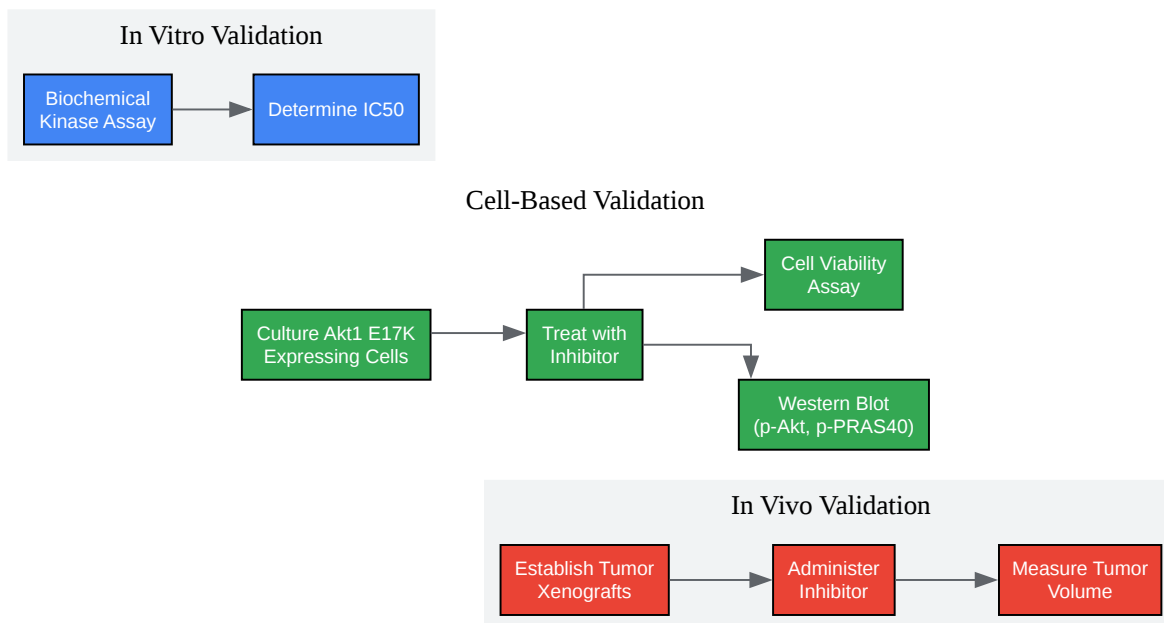 In Vitro Validation
Biochemical
Kinase Assay
Determine IC50
Cell-Based Validation
Cell Viability
Assay
Culture Akt1 E17K
Expressing Cells
Treat with
Inhibitor
Western Blot
(p-Akt, p-PRAS40)
In Vivo Validation
Establish Tumor
Xenografts
Administer
Inhibitor
Measure Tumor
Volume